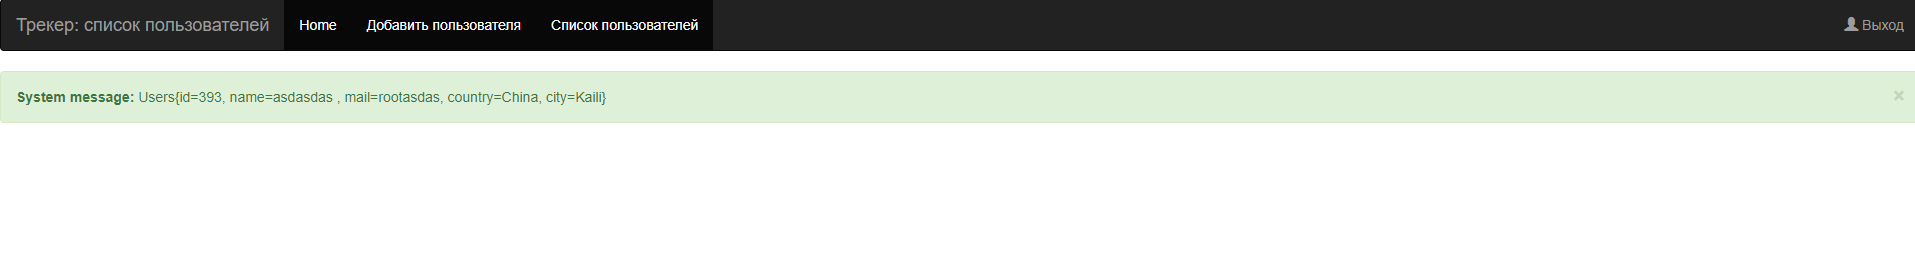 Трекер: список пользователей Home Добавить пользователя Список пользователей Выход
System message: Users{id=393, name=asdasdas , mail=rootasdas, country=China, city=Kaili} ×